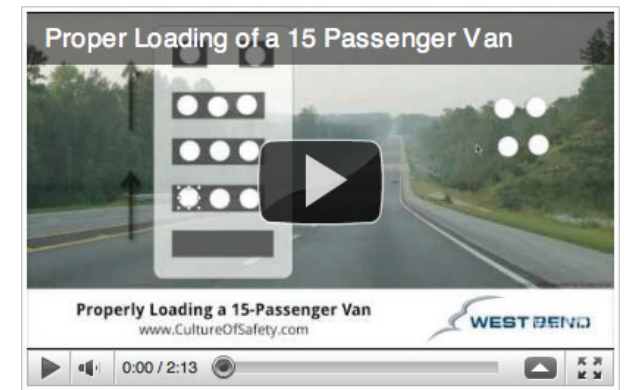 Proper Loading of a 15 Passenger Van
Properly Loading a 15-Passenger Van
www.CultureOfSafety.com
WEST BEND
0:00 / 2:13